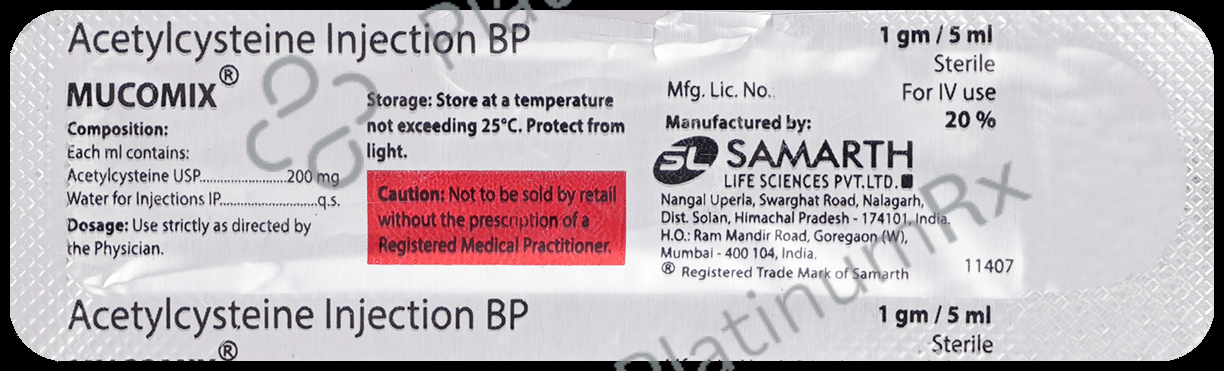 Acetylcysteine Injection BP
MUCOMIX®
Composition:
Each ml contains:
Acetylcysteine USP........................200 mg
Water for Injections IP..........................q.s.
Dosage: Use strictly as directed by
the Physician.
Storage: Store at a temperature
not exceeding 25°C. Protect from
light.
Caution: Not to be sold by retail
without the prescription of a
Registered Medical Practitioner.
1 gm / 5 ml
Sterile
For IV use
20 %
Mfg. Lic. No.:
Manufactured by:
SL SAMARTH
LIFE SCIENCES PVT.LTD.
Nangal Uperla, Swarghat Road, Nalagarh,
Dist. Solan, Himachal Pradesh - 174101, India.
H.O.: Ram Mandir Road, Goregaon (W),
Mumbai - 400 104, India.
® Registered Trade Mark of Samarth
11407
Acetylcysteine Injection BP
1 gm / 5 ml
Sterile
®
PlatinumRx